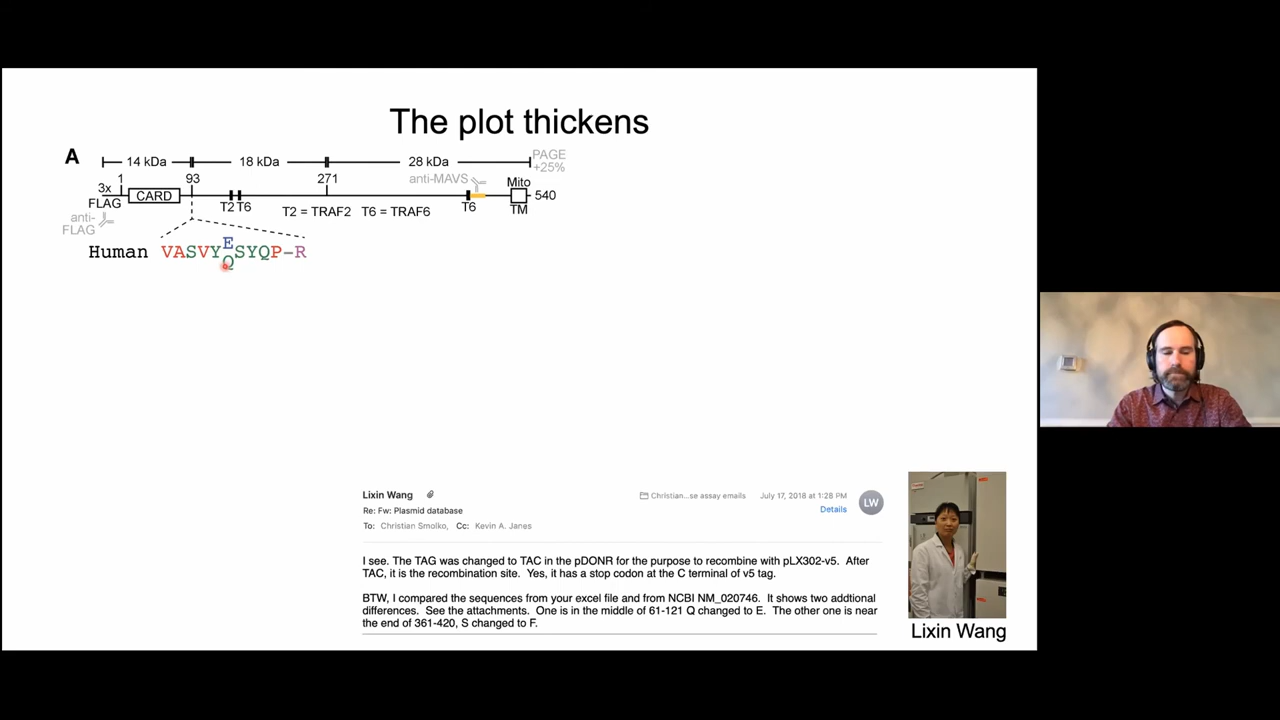 The plot thickens
A
14 kDa 18 kDa 28 kDa PAGE +25%
1 93 271 anti-MAVS
3x FLAG CARD T2 T6 T2 = TRAF2 T6 = TRAF6 T6 Mito TM 540
anti-FLAG
E
Human VASVY SYQP–R
Q
Lixin Wang Christian...se assay emails July 17, 2018 at 1:28 PM LW
Re: Fw: Plasmid database Details
To: Christian Smolko, Cc: Kevin A. Janes
I see. The TAG was changed to TAC in the pDONR for the purpose to recombine with pLX302-v5. After
TAC, it is the recombination site. Yes, it has a stop codon at the C terminal of v5 tag.
BTW, I compared the sequences from your excel file and from NCBI NM_020746. It shows two addtional
differences. See the attachments. One is in the middle of 61-121 Q changed to E. The other one is near
the end of 361-420, S changed to F.
Lixin Wang